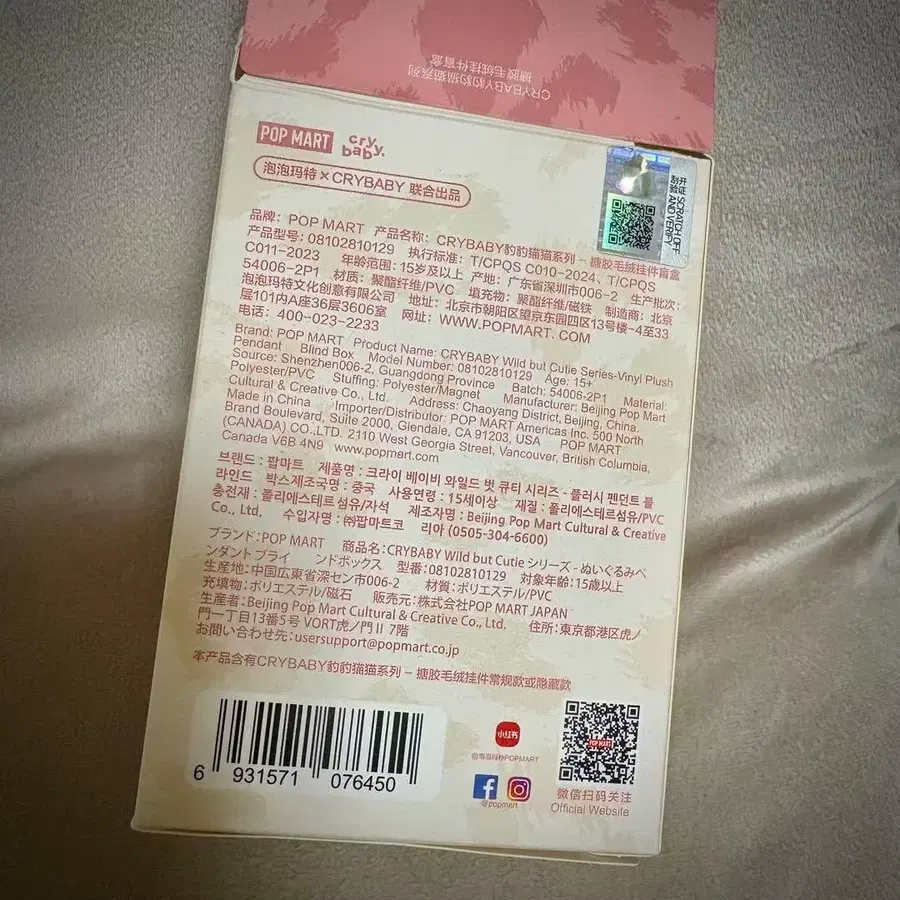 CRYBABY豹豹猫猫系列
搪胶毛绒挂件盲盒
POP MART
cry baby.
泡泡玛特×CRYBABY 联合出品
SCRATCH OFF
AND VERIFY
品牌：POP MART 产品名称：CRYBABY豹豹猫猫系列 – 搪胶毛绒挂件盲盒
产品型号：08102810129 执行标准：T/CPQS C010-2024、T/CPQS
C011-2023 年龄范围：15岁及以上 产地：广东省深圳市006-2 生产批次：
54006-2P1 材质：聚酯纤维/PVC 填充物：聚酯纤维/磁铁 制造商：北京
泡泡玛特文化创意有限公司 地址：北京市朝阳区望京东园四区13号楼-4至33
层101内A座36层3606室 网址：WWW.POPMART.COM
电话：400-023-2233
Brand: POP MART Product Name: CRYBABY Wild but Cutie Series-Vinyl Plush
Pendant Blind Box Model Number: 08102810129 Age: 15+
Source: Shenzhen006-2, Guangdong Province Batch: 54006-2P1 Material:
Polyester/PVC Stuffing: Polyester/Magnet Manufacturer: Beijing Pop Mart
Cultural & Creative Co., Ltd. Address: Chaoyang District, Beijing, China.
Made in China Importer/Distributor: POP MART Americas Inc. 500 North
Brand Boulevard, Suite 2000, Glendale, CA 91203, USA POP MART
(CANADA) CO.,LTD. 2110 West Georgia Street, Vancouver, British Columbia,
Canada V6B 4N9 www.popmart.com
브랜드 : 팝마트 제품명 : 크라이 베이비 와일드 벗 큐티 시리즈 - 플러시 펜던트 블
라인드 박스제조국명 : 중국 사용연령 : 15세이상 재질 : 폴리에스테르섬유/PVC
충전재 : 폴리에스테르섬유/자석 제조자명 : Beijing Pop Mart Cultural & Creative
Co., Ltd. 수입자명 : ㈜팝마트코 리아 (0505-304-6600)
ブランド：POP MART 商品名：CRYBABY Wild but Cutie シリーズ - ぬいぐるみペ
ンダント ブライ ンドボックス 型番：08102810129 対象年齢：15歳以上
生産地：中国広東省深セン市006-2 材質：ポリエステル/PVC
充填物：ポリエステル/磁石 販売元：株式会社POP MART JAPAN
生産者：Beijing Pop Mart Cultural & Creative Co., Ltd. 住所：東京都港区虎ノ
門一丁目13番5号 VORT虎ノ門Ⅱ 7階
お問い合わせ先：usersupport@popmart.co.jp
本产品含有CRYBABY豹豹猫猫系列 – 搪胶毛绒挂件常规款或隐藏款
6 931571 076450
小红书
@popmart
POP MART
微信扫码关注
Official Website